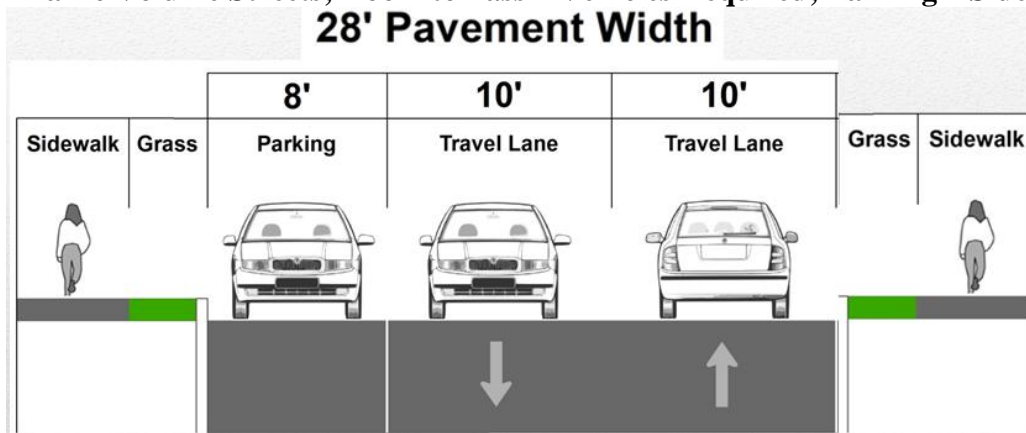 28' Pavement Width
8' 10' 10'
Sidewalk Grass Parking Travel Lane Travel Lane Grass Sidewalk